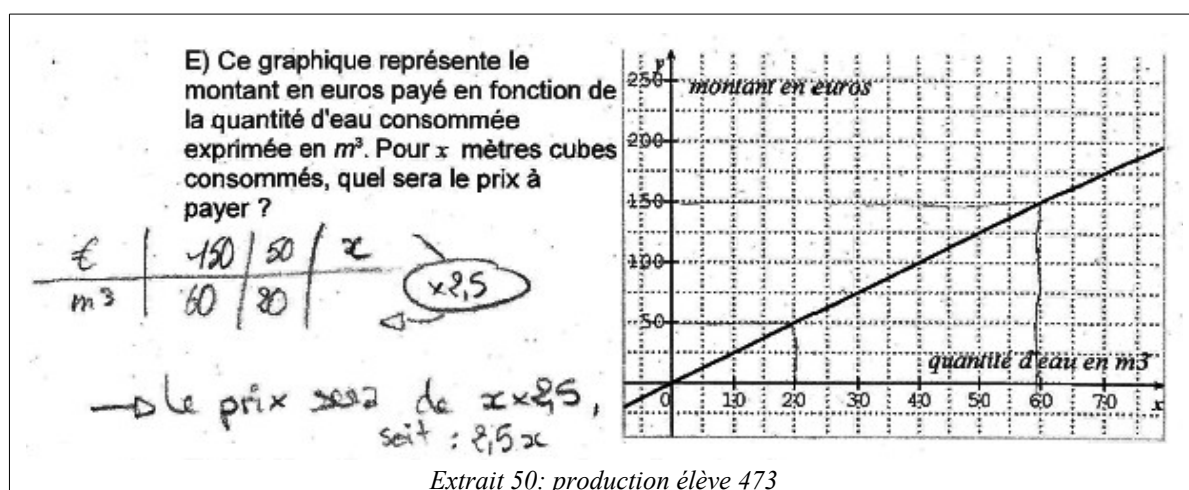 E) Ce graphique représente le
montant en euros payé en fonction de
la quantité d'eau consommée
exprimée en m³. Pour x mètres cubes
consommés, quel sera le prix à
payer ?
€ 150 50 x
m³ 60 20
×2,5
→ le prix sera de x×2,5,
soit : 2,5x
y
montant en euros
250
200
150
100
50
quantité d'eau en m3
0 10 20 30 40 50 60 70 x
Extrait 50: production élève 473